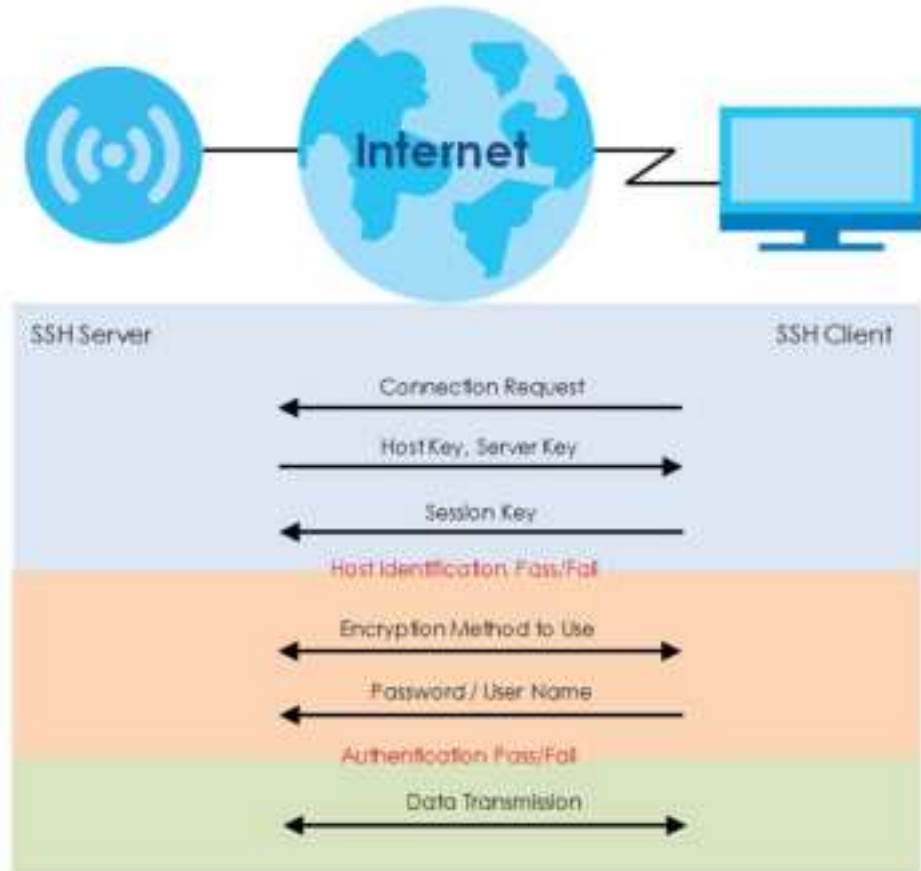 Internet
SSH Server
SSH Client
Connection Request
Host Key, Server Key
Session Key
Host Identification Pass/Fail
Encryption Method to Use
Password / User Name
Authentication Pass/Fail
Data Transmission